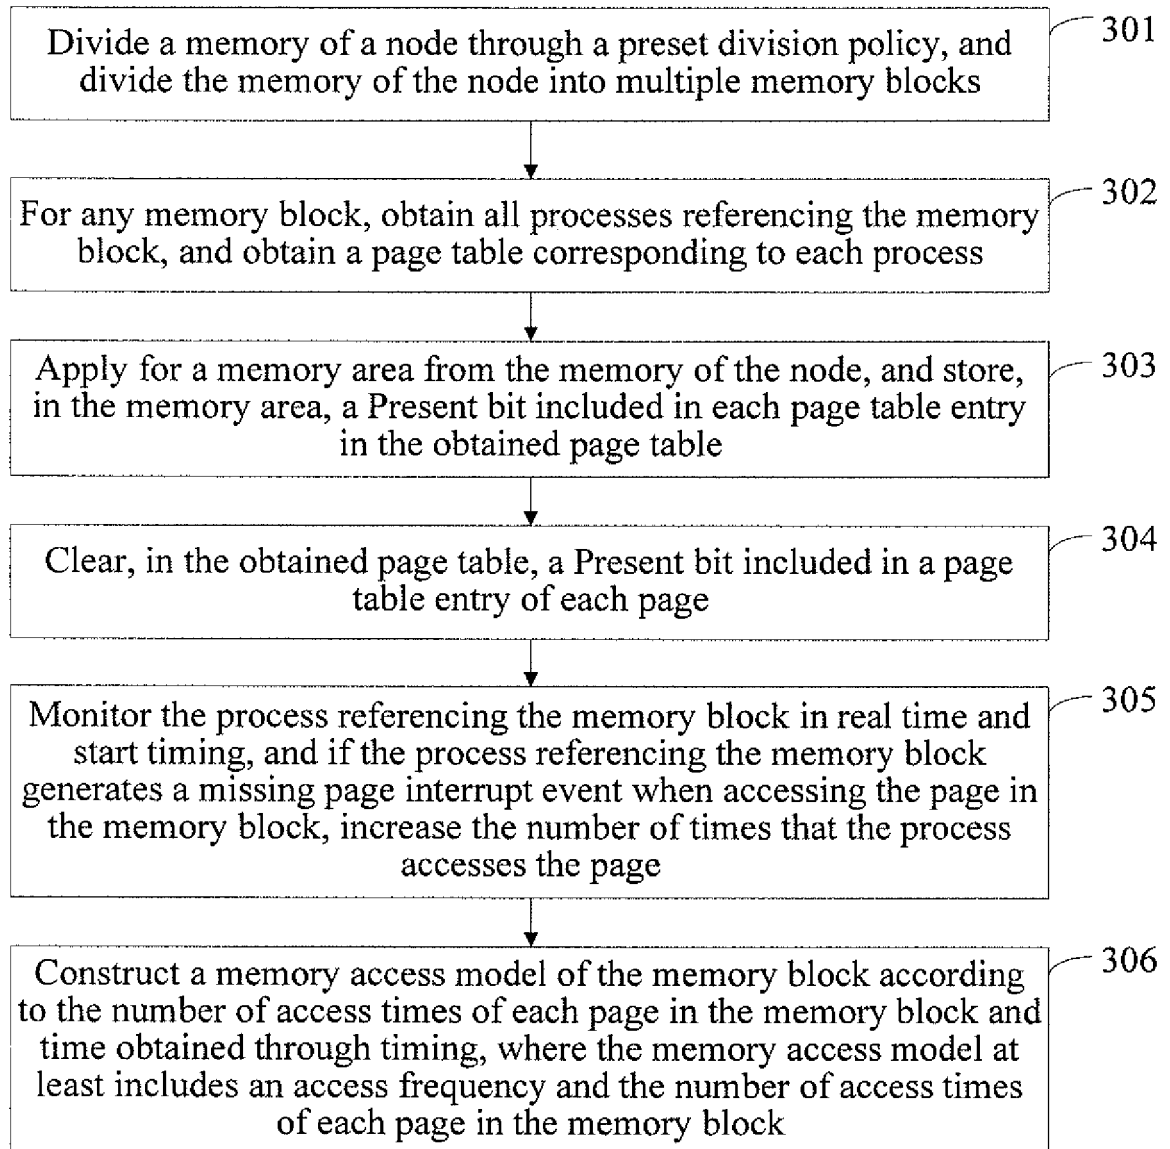 Divide a memory of a node through a preset division policy, and
divide the memory of the node into multiple memory blocks
301
For any memory block, obtain all processes referencing the memory
block, and obtain a page table corresponding to each process
302
Apply for a memory area from the memory of the node, and store,
in the memory area, a Present bit included in each page table entry
in the obtained page table
303
Clear, in the obtained page table, a Present bit included in a page
table entry of each page
304
Monitor the process referencing the memory block in real time and
start timing, and if the process referencing the memory block
generates a missing page interrupt event when accessing the page in
the memory block, increase the number of times that the process
accesses the page
305
Construct a memory access model of the memory block according
to the number of access times of each page in the memory block and
time obtained through timing, where the memory access model at
least includes an access frequency and the number of access times
of each page in the memory block
306